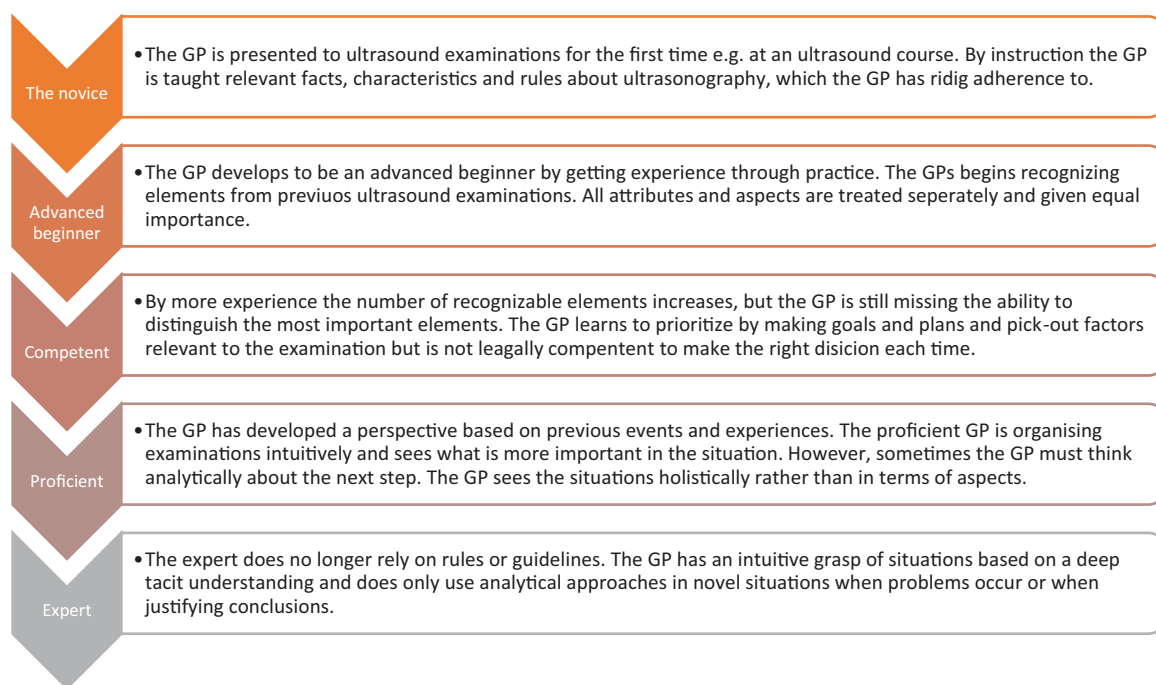 The novice
•The GP is presented to ultrasound examinations for the first time e.g. at an ultrasound course. By instruction the GP
is taught relevant facts, characteristics and rules about ultrasonography, which the GP has ridig adherence to.
Advanced
beginner
•The GP develops to be an advanced beginner by getting experience through practice. The GPs begins recognizing
elements from previuos ultrasound examinations. All attributes and aspects are treated seperately and given equal
importance.
Competent
•By more experience the number of recognizable elements increases, but the GP is still missing the ability to
distinguish the most important elements. The GP learns to prioritize by making goals and plans and pick-out factors
relevant to the examination but is not leagally compentent to make the right disicion each time.
Proficient
•The GP has developed a perspective based on previous events and experiences. The proficient GP is organising
examinations intuitively and sees what is more important in the situation. However, sometimes the GP must think
analytically about the next step. The GP sees the situations holistically rather than in terms of aspects.
Expert
•The expert does no longer rely on rules or guidelines. The GP has an intuitive grasp of situations based on a deep
tacit understanding and does only use analytical approaches in novel situations when problems occur or when
justifying conclusions.